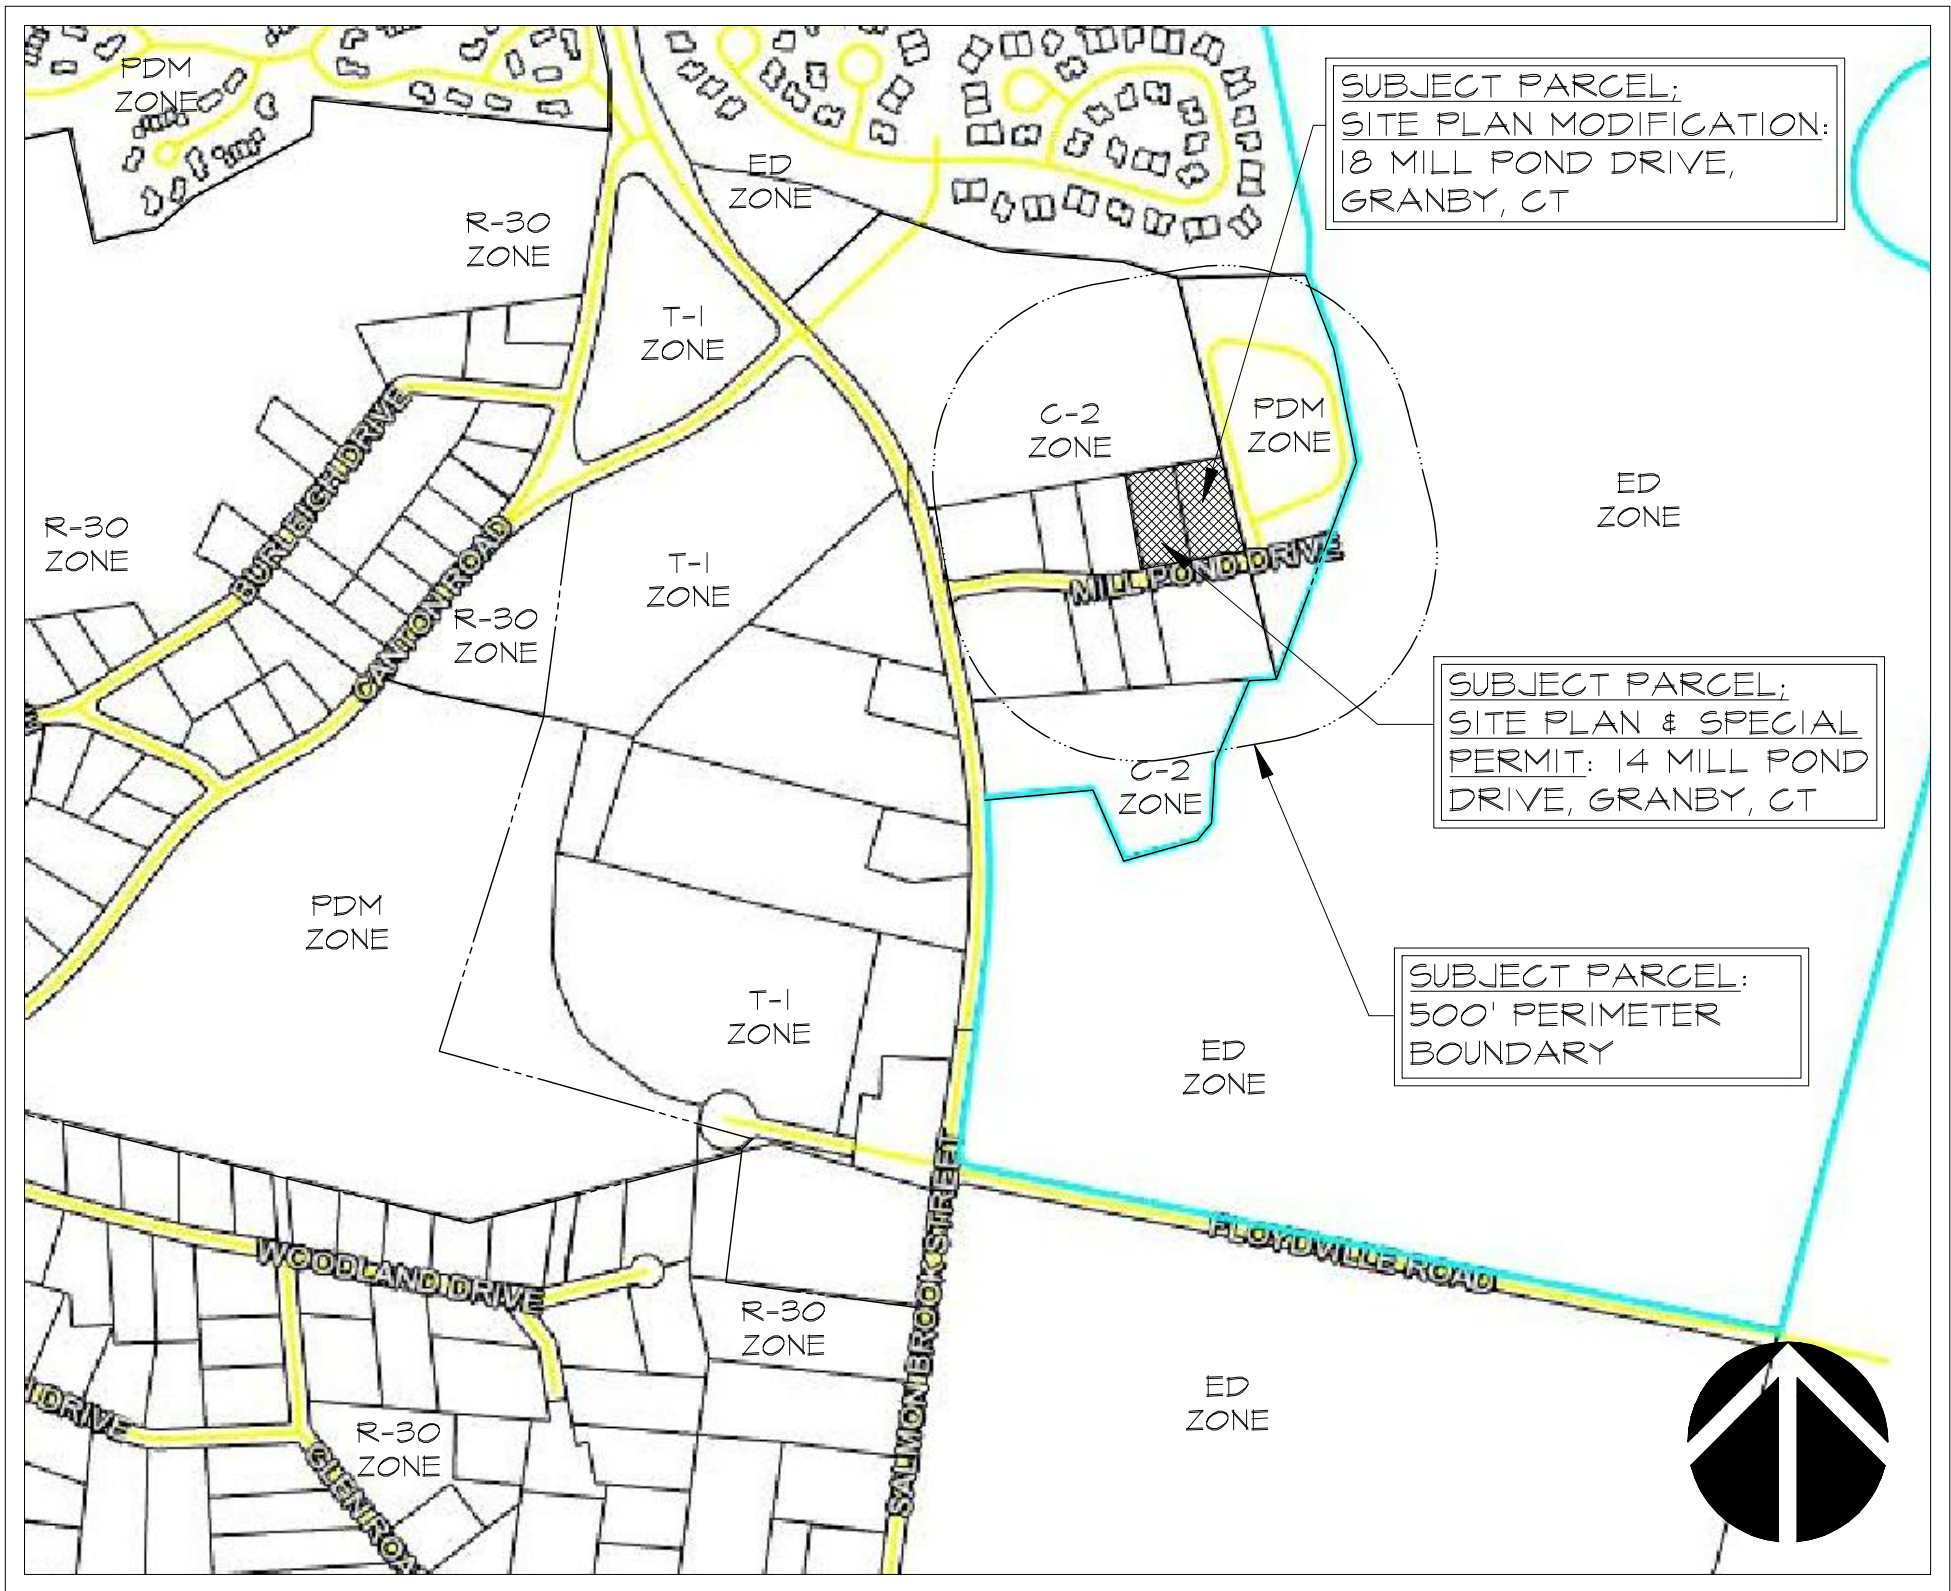 PDM
ZONE
SUBJECT PARCEL;
SITE PLAN MODIFICATION:
18 MILL POND DRIVE,
GRANBY, CT
ED
ZONE
R-30
ZONE
T-1
ZONE
C-2
ZONE
PDM
ZONE
BURLEIGH DRIVE
ED
ZONE
R-30
ZONE
CANTON ROAD
T-1
ZONE
MILL POND DRIVE
R-30
ZONE
SUBJECT PARCEL;
SITE PLAN & SPECIAL
PERMIT: 14 MILL POND
DRIVE, GRANBY, CT
C-2
ZONE
PDM
ZONE
SUBJECT PARCEL:
500' PERIMETER
BOUNDARY
T-1
ZONE
ED
ZONE
SALMON BROOK STREET
FLOYDVILLE ROAD
WOODLAND DRIVE
R-30
ZONE
ED
ZONE
DRIVE
R-30
ZONE
GLEN ROA